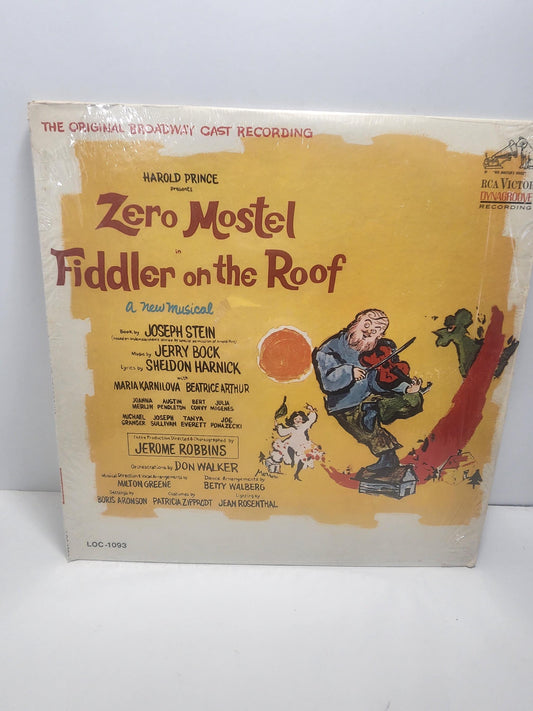 THE ORIGINAL BROADWAY CAST RECORDING
"HIS MASTER'S VOICE"
RCA VICTOR
DYNAGROOVE
RECORDING
HAROLD PRINCE
presents
Zero Mostel
in
Fiddler on the Roof
a new musical
Book by JOSEPH STEIN
Music by JERRY BOCK
Lyrics by SHELDON HARNICK
with
MARIA KARNILOVA BEATRICE ARTHUR
JOANNA MERLIN AUSTIN PENDLETON BERT CONVY JULIA MIGENES
MICHAEL GRANGER JOSEPH SULLIVAN TANYA EVERETT JOE PONAZECKI
Entire Production Directed & Choreographed by
JEROME ROBBINS
Orchestrations by DON WALKER
Musical Direction & Vocal Arrangements by
MILTON GREENE
Dance Arrangements by
BETTY WALBERG
Settings by
BORIS ARONSON
Costumes by
PATRICIA ZIPPRODT
Lighting by
JEAN ROSENTHAL
LOC-1093